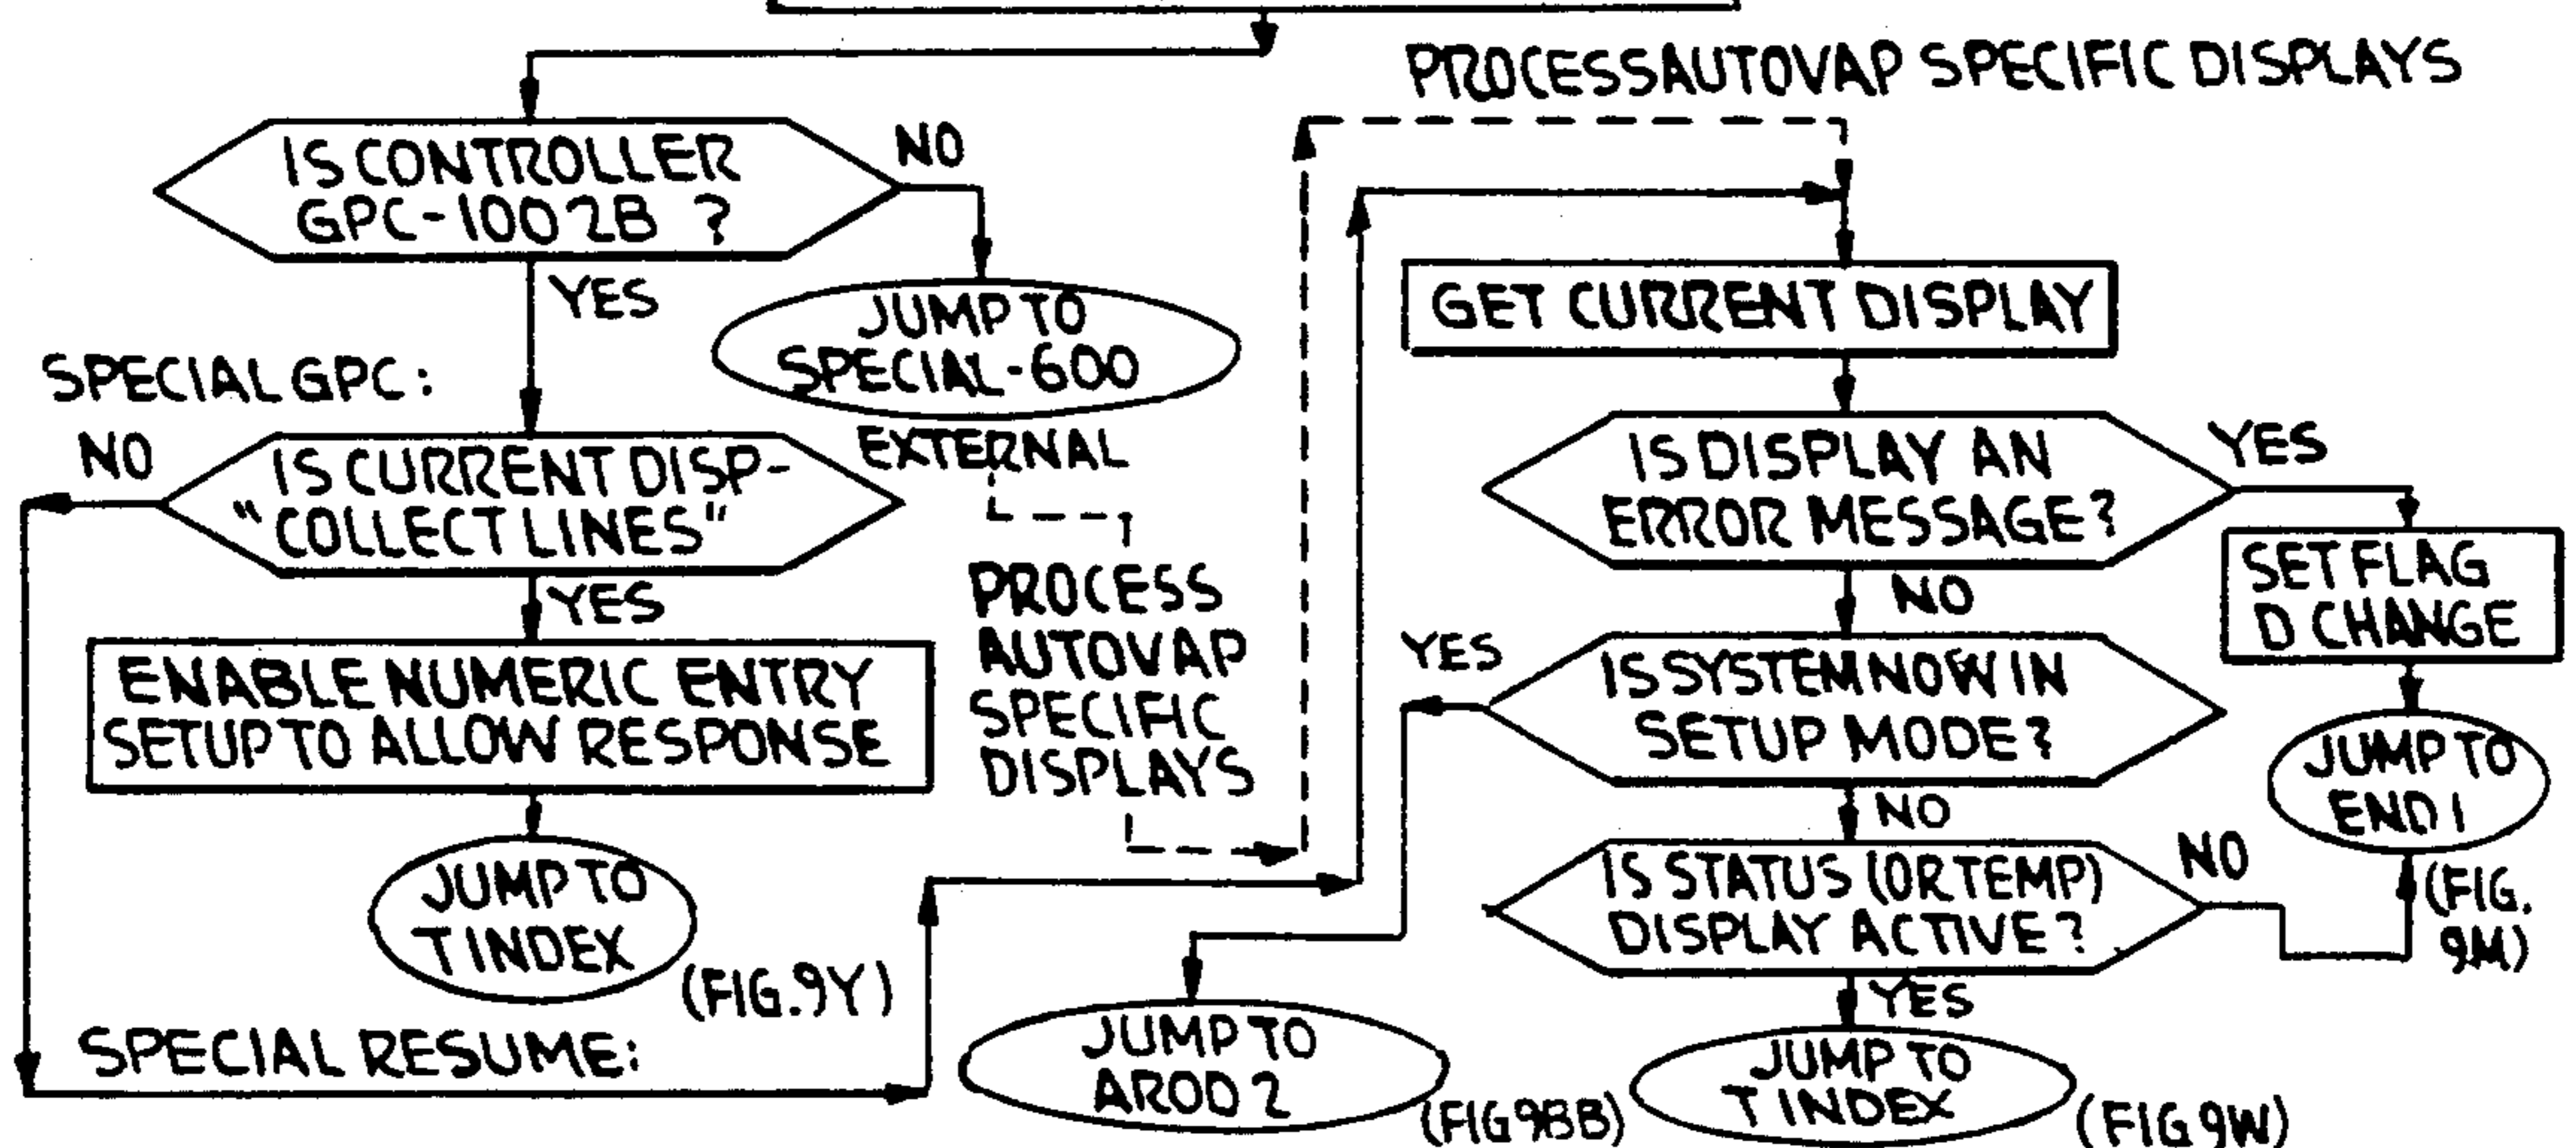 PROCESSAUTOVAP SPECIFIC DISPLAYS
IS CONTROLLER
GPC-1002B ?
NO
YES
JUMP TO
SPECIAL-600
EXTERNAL
SPECIAL GPC:
NO
IS CURRENT DISP-
"COLLECT LINES"
YES
ENABLE NUMERIC ENTRY
SETUP TO ALLOW RESPONSE
JUMP TO
T INDEX
(FIG.9Y)
SPECIAL RESUME:
PROCESS
AUTOVAP
SPECIFIC
DISPLAYS
GET CURRENT DISPLAY
IS DISPLAY AN
ERROR MESSAGE?
YES
SET FLAG
D CHANGE
JUMP TO
END 1
(FIG.
9M)
NO
IS SYSTEM NOW IN
SETUP MODE?
YES
JUMP TO
AROD 2
(FIG 9BB)
NO
IS STATUS (OR TEMP)
DISPLAY ACTIVE?
NO
YES
JUMP TO
T INDEX
(FIG 9W)